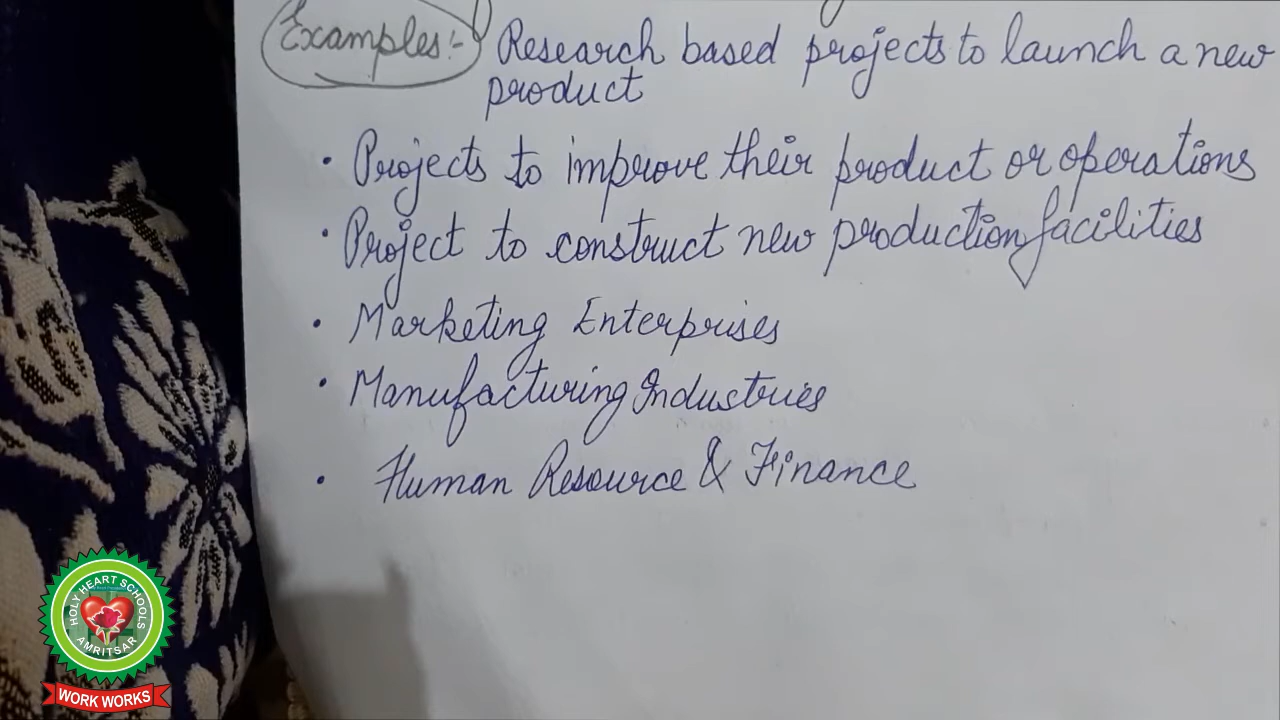 Examples:- Research based projects to launch a new
product
• Projects to improve their product or operations
• Project to construct new production facilities
• Marketing Enterprises
• Manufacturing Industries
• Human Resource & Finance
HOLY HEART SCHOOLS
AMRITSAR
WORK WORKS